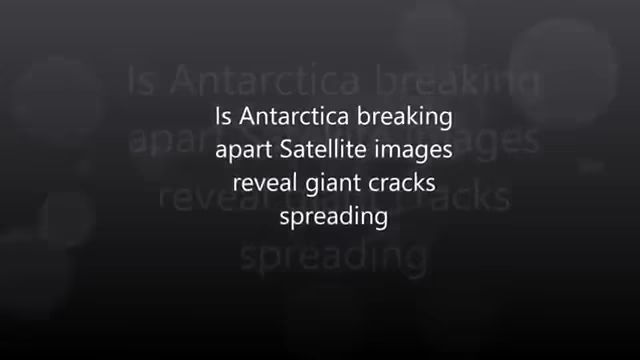 Is Antarctica breaking
apart Satellite images
reveal giant cracks
spreading